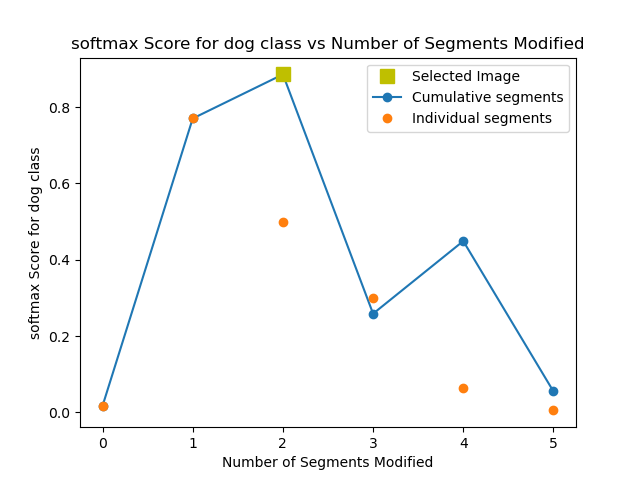 softmax Score for dog class vs Number of Segments Modified
Selected Image
Cumulative segments
Individual segments
softmax Score for dog class
0.8
0.6
0.4
0.2
0.0
0 1 2 3 4 5
Number of Segments Modified